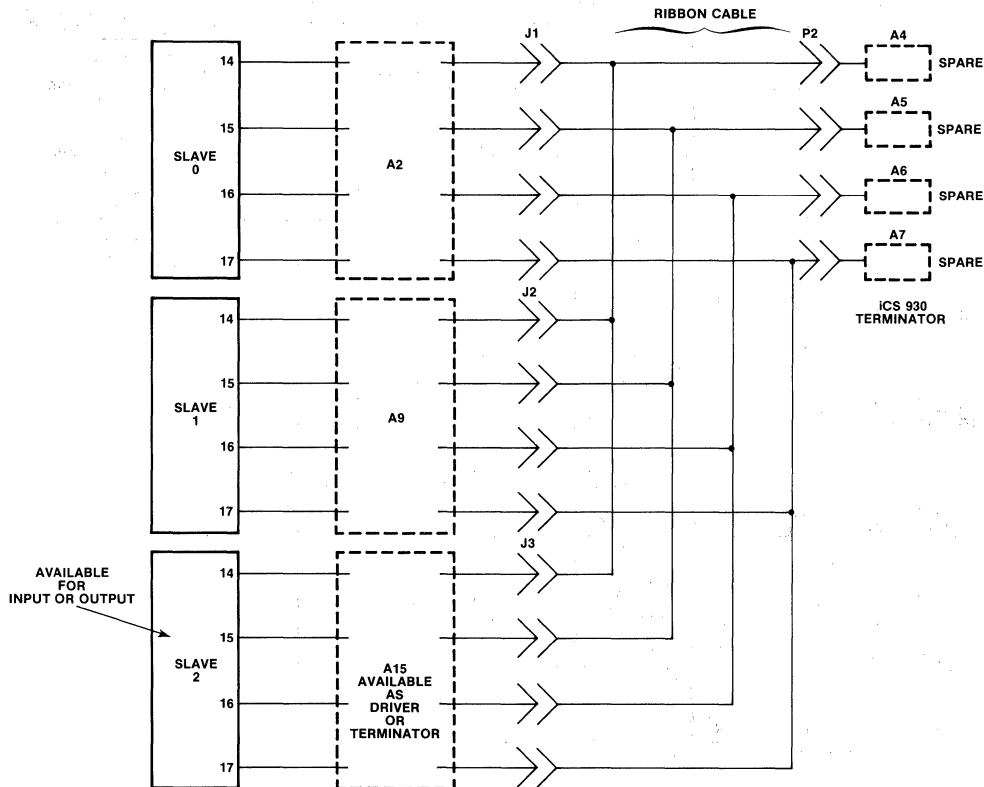 RIBBON CABLE
J1
P2
A4
14
SPARE
A5
15
SPARE
SLAVE
0
A2
A6
16
SPARE
A7
17
SPARE
J2
iCS 930
TERMINATOR
14
15
SLAVE
1
A9
16
17
J3
14
AVAILABLE
FOR
INPUT OR OUTPUT
15
SLAVE
2
A15
AVAILABLE
AS
DRIVER
OR
TERMINATOR
16
17